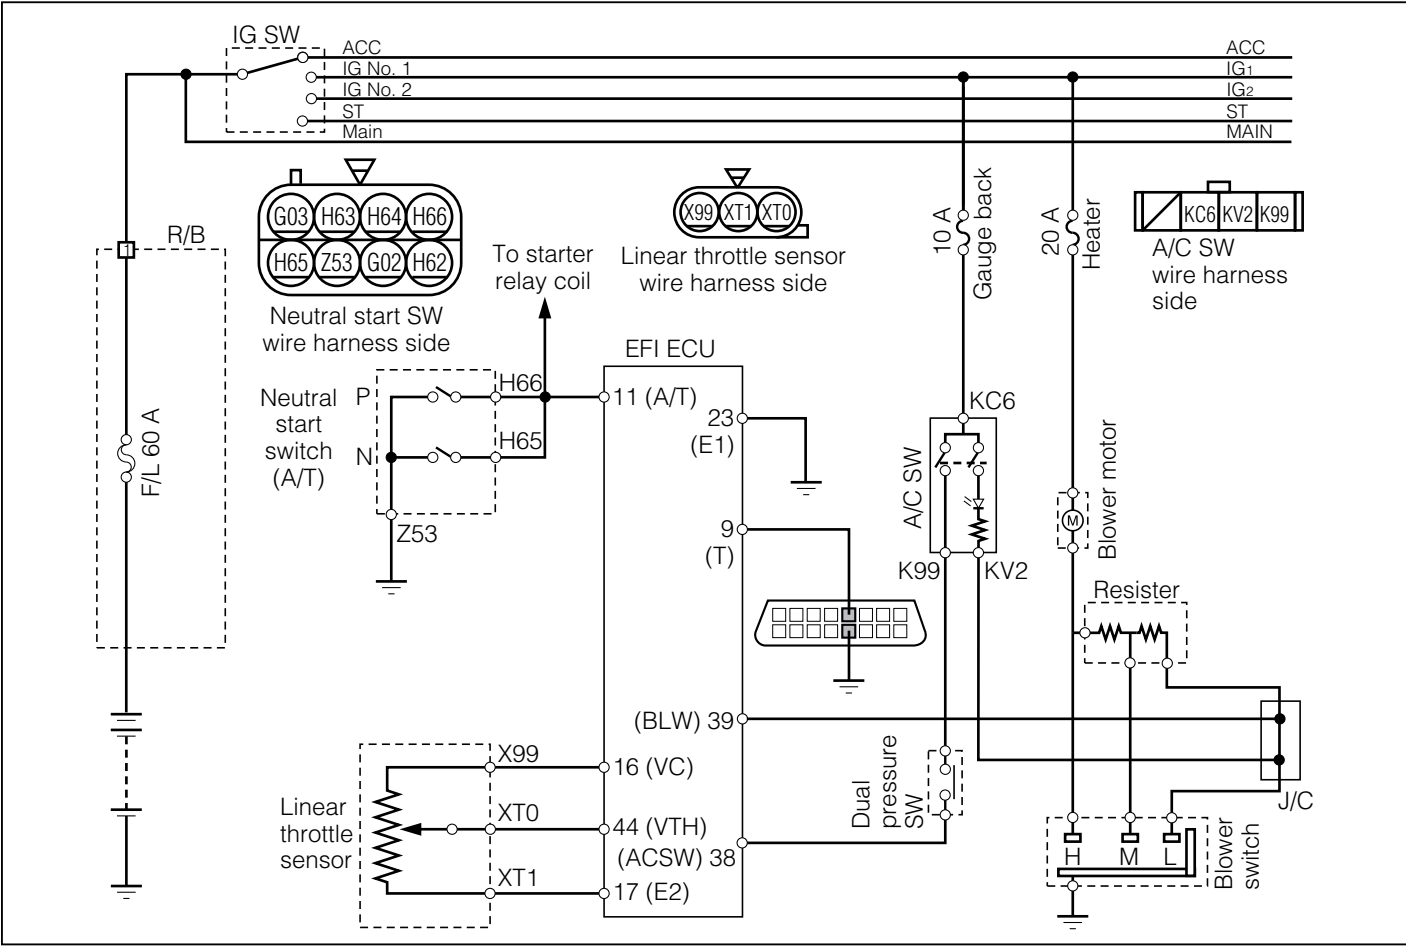 IG SW
ACC
IG No. 1
IG No. 2
ST
Main
ACC
IG1
IG2
ST
MAIN
R/B
1
F/L 60 A
G03 H63 H64 H66
H65 Z53 G02 H62
Neutral start SW
wire harness side
To starter
relay coil
X99 XT1 XT0
Linear throttle sensor
wire harness side
10 A
Gauge back
20 A
Heater
KC6 KV2 K99
A/C SW
wire harness
side
Neutral
start
switch
(A/T)
P
N
H66
H65
Z53
EFI ECU
11 (A/T)
23
(E1)
9
(T)
(BLW) 39
16 (VC)
44 (VTH)
(ACSW) 38
17 (E2)
KC6
A/C SW
K99
KV2
M
Blower motor
Resister
J/C
Dual
pressure
SW
H
M
L
Blower
switch
Linear
throttle
sensor
X99
XT0
XT1